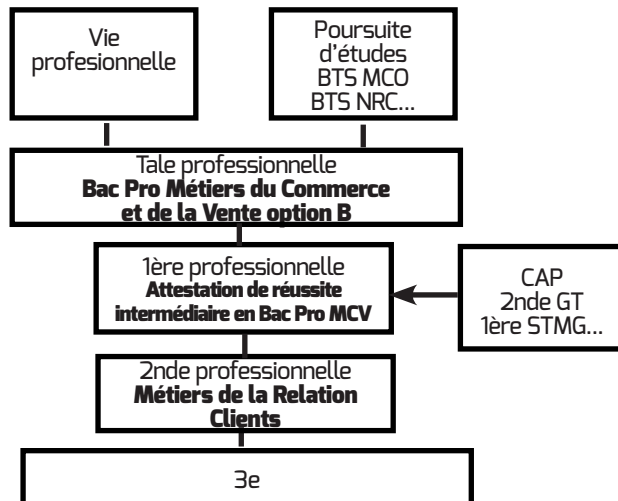 Vie
profesionnelle
Poursuite
d'études
BTS MCO
BTS NRC...
Tale professionnelle
Bac Pro Métiers du Commerce
et de la Vente option B
1ère professionnelle
Attestation de réussite
intermédiaire en Bac Pro MCV
CAP
2nde GT
1ère STMG...
2nde professionnelle
Métiers de la Relation
Clients
3e